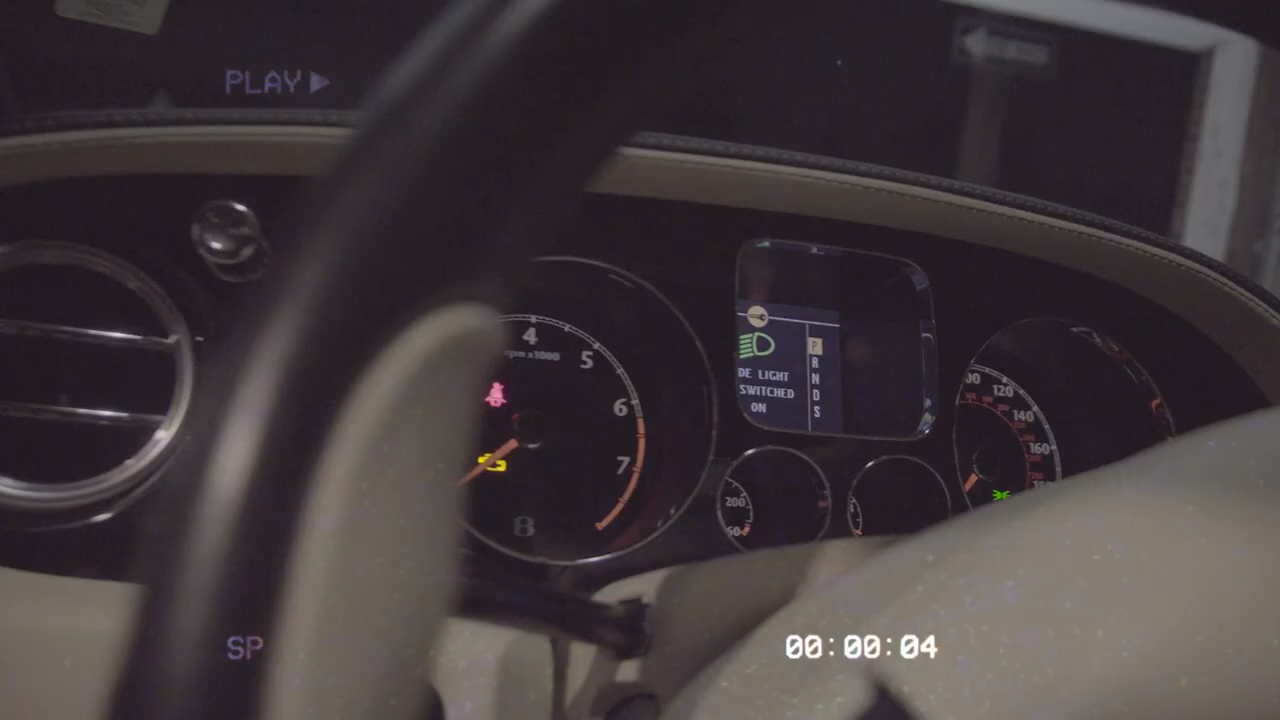 PLAY
4
rpm x1000
5
6
7
8
DE LIGHT
SWITCHED
ON
P
R
N
D
S
120
140
160
200
60
SP
00:00:04